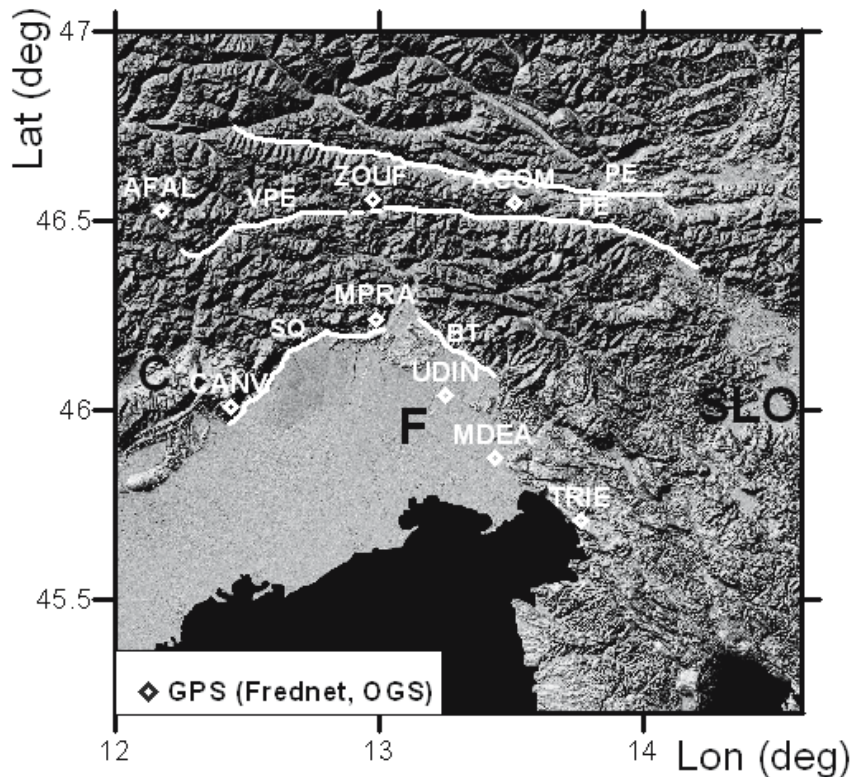 47
Lat (deg)
PE
AFAL
ZOUF
ACOM
VPE
PE
46.5
MPRA
SQ
BT
C
CANV
UDIN
46
F
SLO
MDEA
TRIE
45.5
GPS (Frednet, OGS)
12
13
14
Lon (deg)